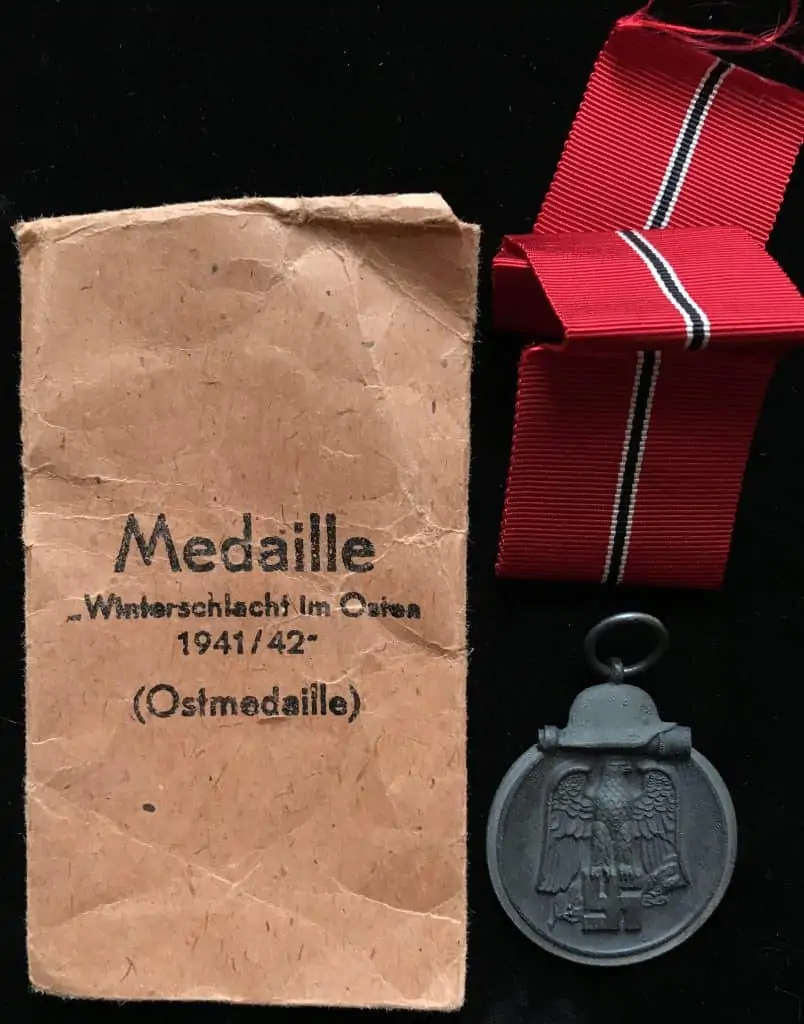 Medaille
„Winterschlacht im Osten
1941/42"
(Ostmedaille)